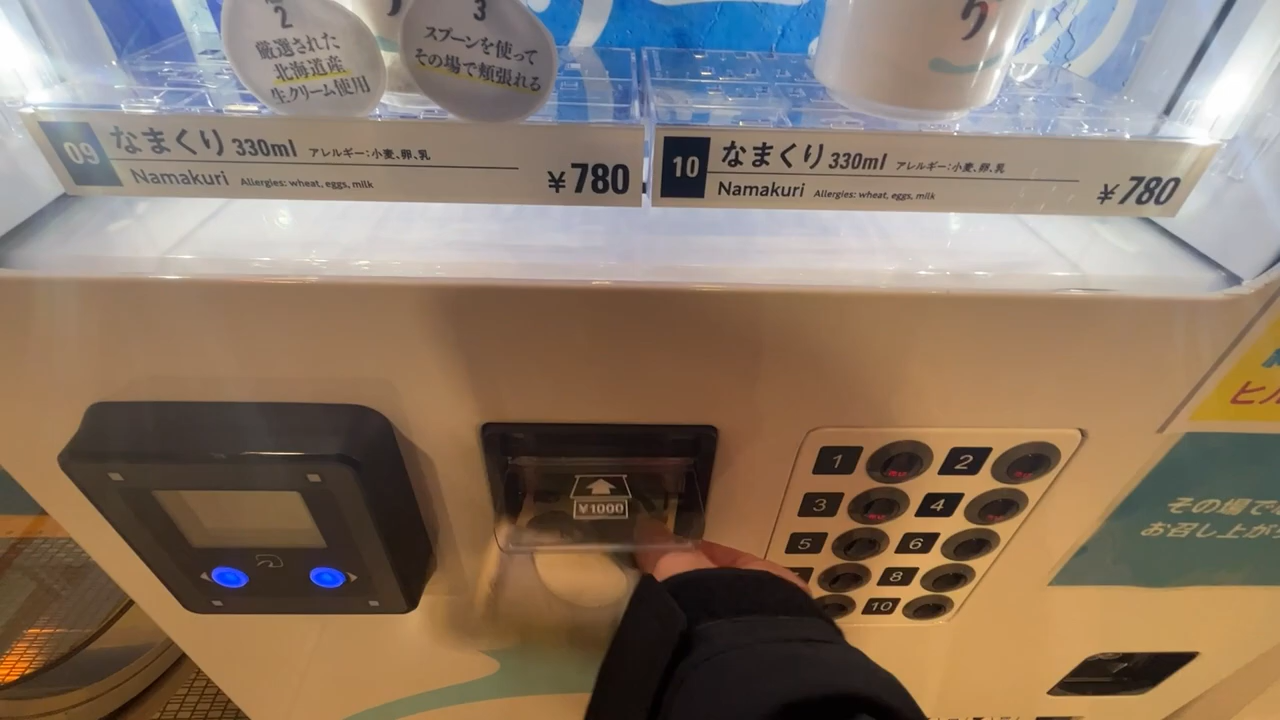 2
厳選された
北海道産
生クリーム使用
3
スプーンを使って
その場で頬張れる
09
なまくり 330ml アレルギー:小麦、卵、乳
Namakuri Allergies: wheat, eggs, milk
¥780
10
なまくり 330ml アレルギー:小麦、卵、乳
Namakuri Allergies: wheat, eggs, milk
¥780
¥1000
1 2
3 4
5 6
8
10
その場で
お召し上が